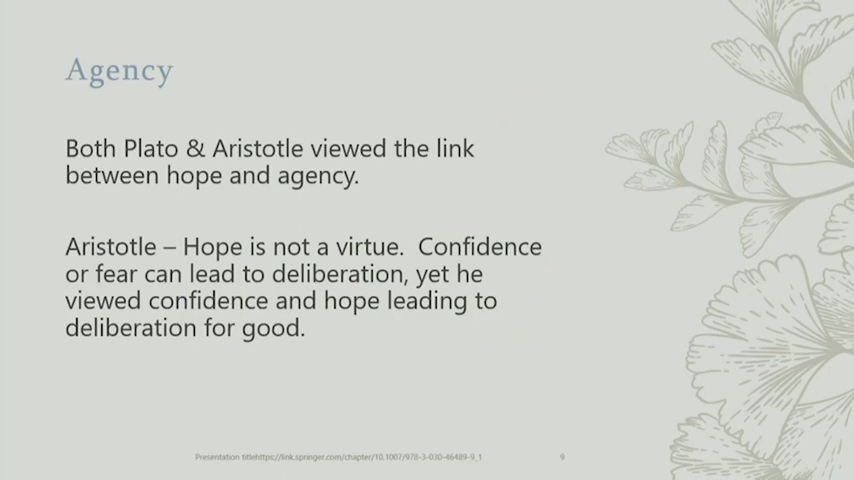 Agency
Both Plato & Aristotle viewed the link
between hope and agency.
Aristotle – Hope is not a virtue.  Confidence
or fear can lead to deliberation, yet he
viewed confidence and hope leading to
deliberation for good.
Presentation titlehttps://link.springer.com/chapter/10.1007/978-3-030-46489-9_1
9